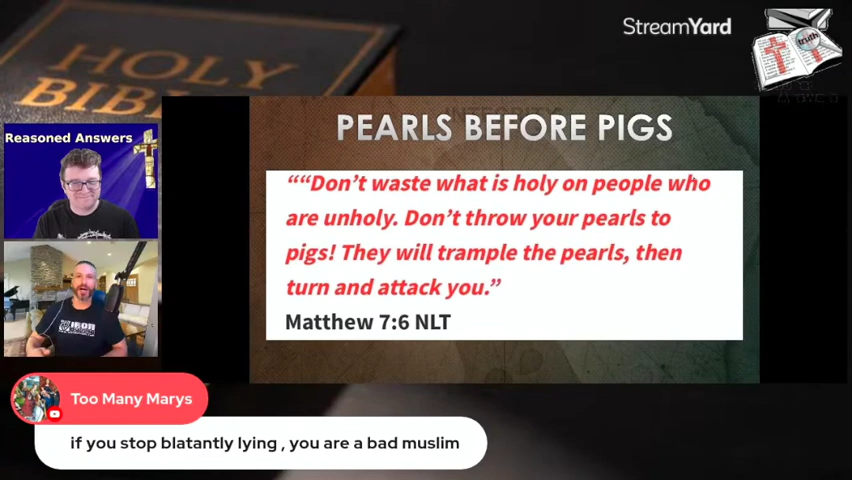 StreamYard
truth
HOLY
BIB
INTEGRITY
PEARLS BEFORE PIGS
Reasoned Answers
““Don’t waste what is holy on people who
are unholy. Don’t throw your pearls to
pigs! They will trample the pearls, then
turn and attack you.”
Matthew 7:6 NLT
Too Many Marys
if you stop blatantly lying , you are a bad muslim